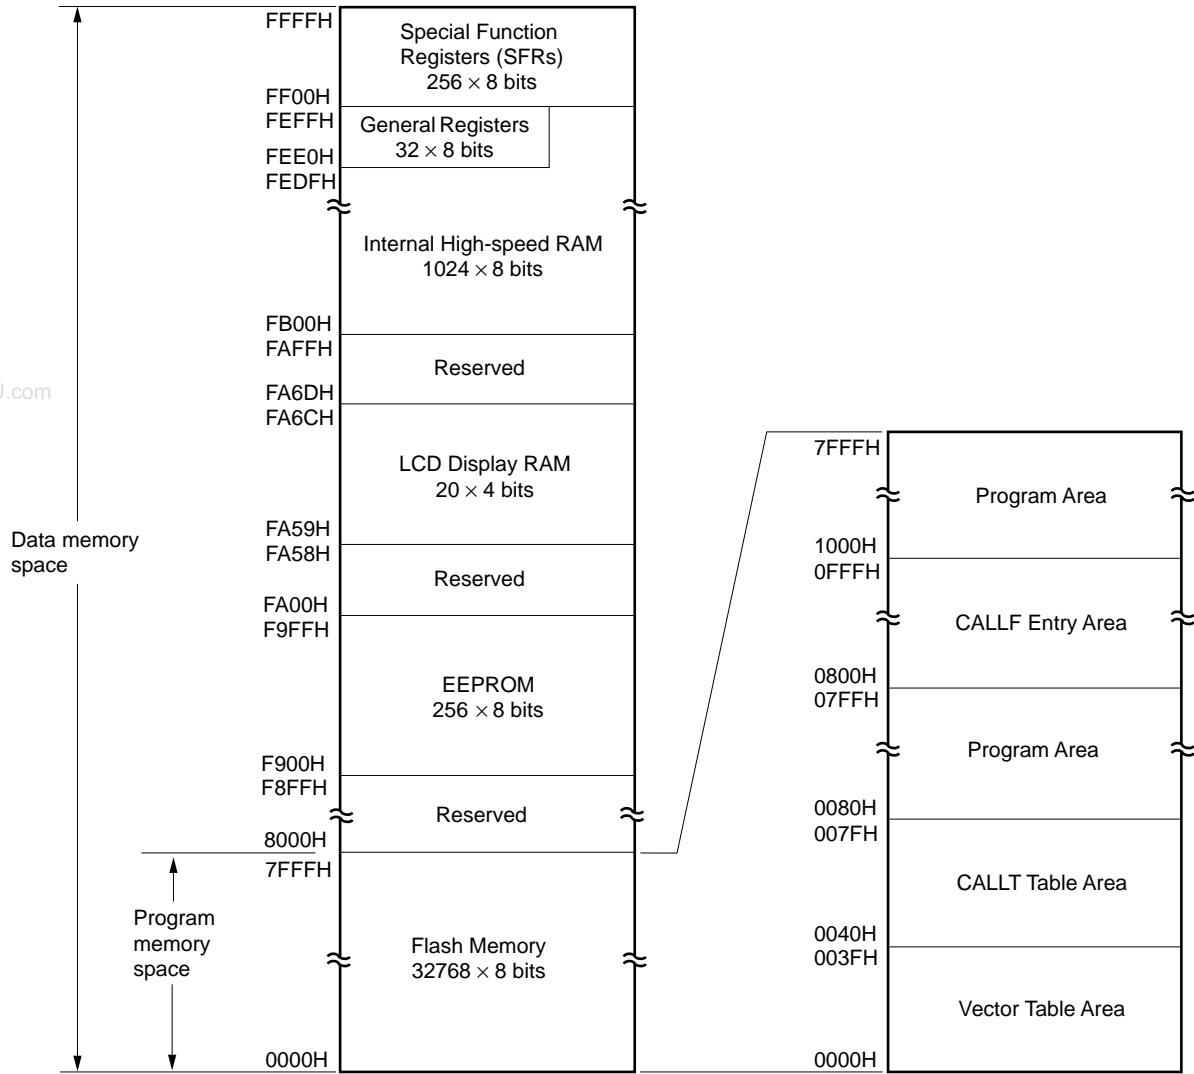 FFFFH
Special Function
Registers (SFRs)
256 × 8 bits
FF00H
FEFFH
General Registers
32 × 8 bits
FEE0H
FEDFH
Internal High-speed RAM
1024 × 8 bits
FB00H
FAFFH
Reserved
FA6DH
FA6CH
LCD Display RAM
20 × 4 bits
FA59H
FA58H
Reserved
FA00H
F9FFH
EEPROM
256 × 8 bits
F900H
F8FFH
Reserved
8000H
7FFFH
Flash Memory
32768 × 8 bits
0000H
Data memory
space
Program
memory
space
.com
7FFFH
Program Area
1000H
0FFFH
CALLF Entry Area
0800H
07FFH
Program Area
0080H
007FH
CALLT Table Area
0040H
003FH
Vector Table Area
0000H